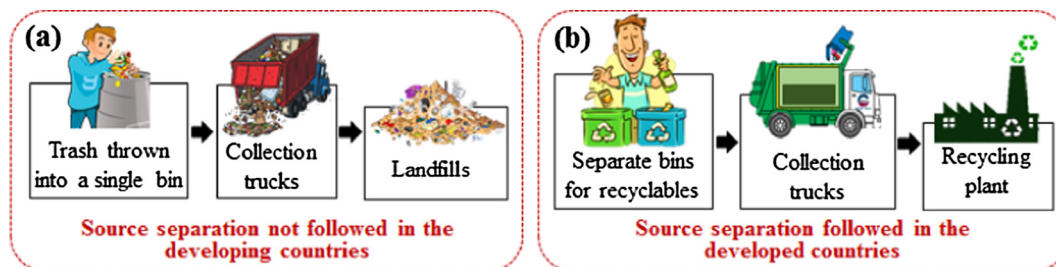 (a)
Trash thrown
into a single bin
Collection
trucks
Landfills
Source separation not followed in the
developing countries
(b)
Separate bins
for recyclables
Collection
trucks
Recycling
plant
Source separation followed in the
developed countries